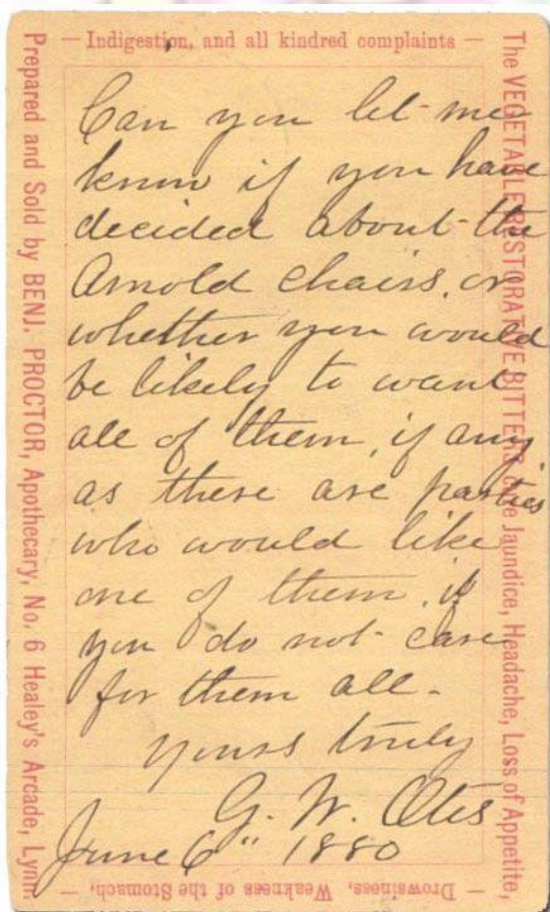 — Indigestion, and all kindred complaints —
The VEGETABLE RESTORATIVE BITTERS cure Jaundice, Headache, Loss of Appetite,
— Drowsiness, Weakness of the Stomach, —
Prepared and Sold by BENJ. PROCTOR, Apothecary, No. 6 Healey's Arcade, Lynn.
Can you let me
know if you have
decided about the
Arnold chairs, or
whether you would
be likely to want
all of them, if any
as there are parties
who would like
one of them, if
you do not care
for them all.
Yours truly
G. W. Otis
June 6" 1880